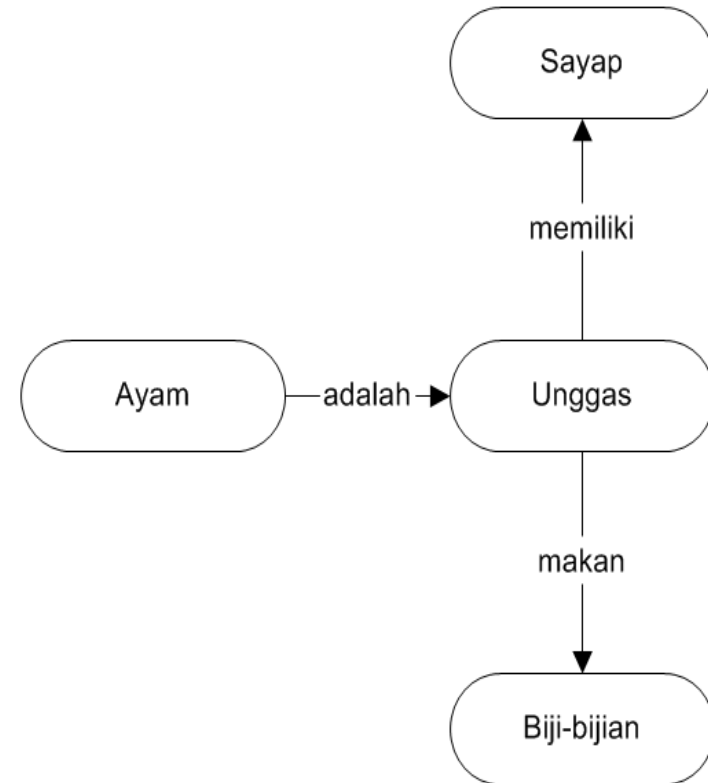 Sayap
memiliki
Ayam adalah Unggas
makan
Biji-bijian